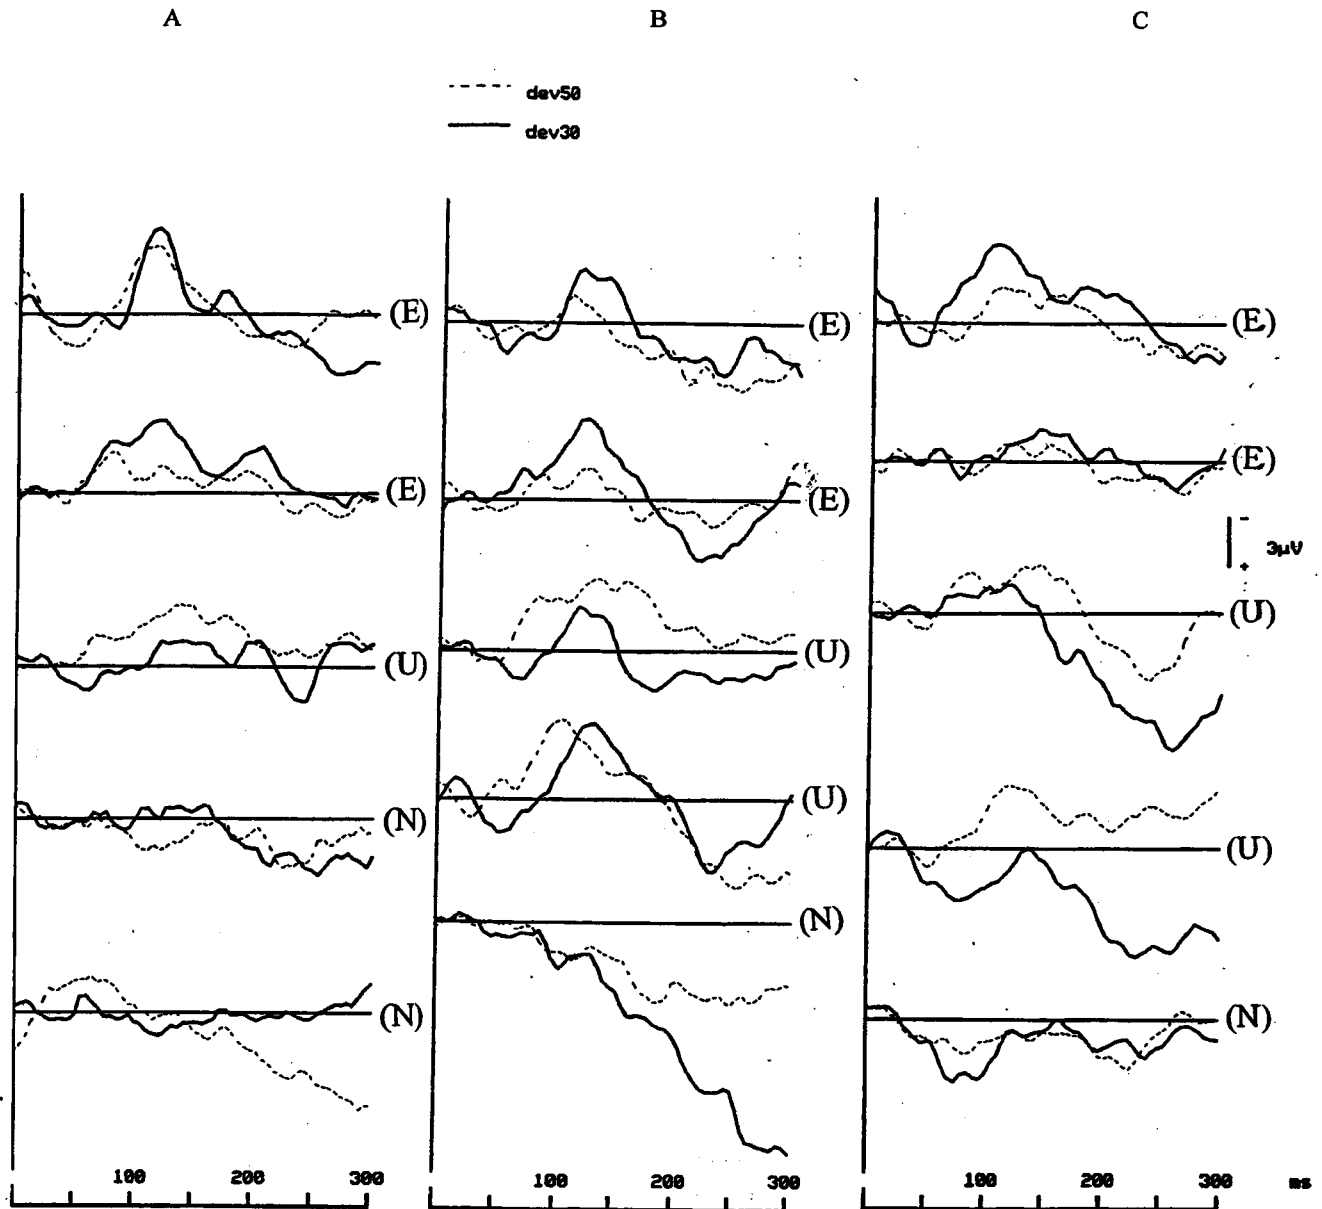 A B C
dev50
dev30
(E) (E) (E)
(E) (E) (E)
-
3µV
+
(U) (U) (U)
(N) (U) (U)
(N) (N) (N)
100 200 300 100 200 300 100 200 300 ms